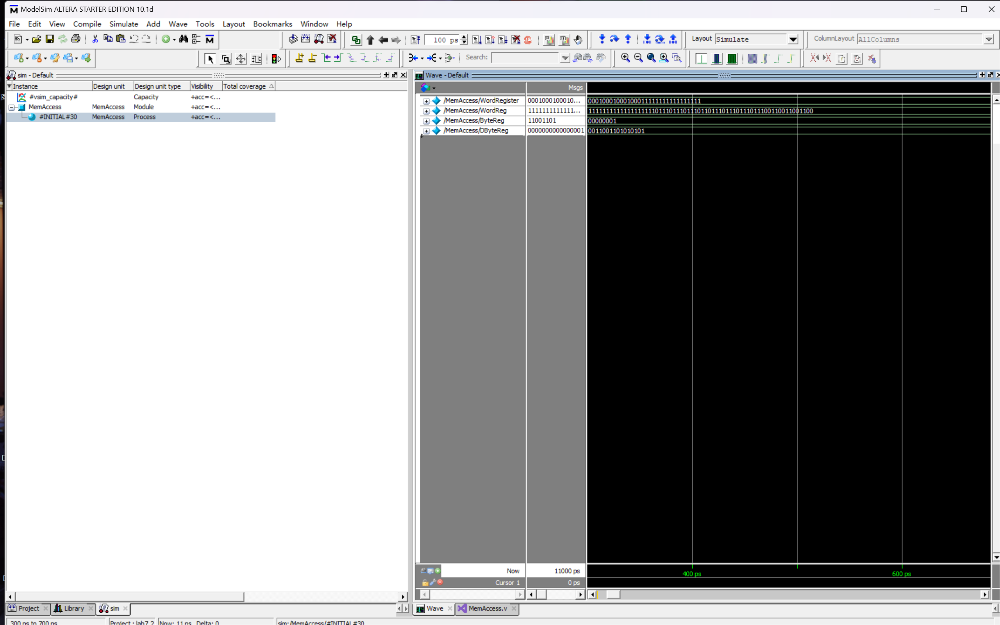 ModelSim ALTERA STARTER EDITION 10.1d
File Edit View Compile Simulate Add Wave Tools Layout Bookmarks Window Help
100 ps Layout Simulate ColumnLayout AllColumns
Search:
sim - Default
Instance Design unit Design unit type Visibility Total coverage
#vsim_capacity# Capacity +acc=<...
MemAccess MemAccess Module +acc=<...
#INITIAL#30 MemAccess Process +acc=<...
Wave - Default
Msgs
/MemAccess/WordRegister 0001000100010... 00010001000100011111111111111111
/MemAccess/WordReg 1111111111111...
/MemAccess/ByteReg 11001101 00000001
/MemAccess/DByteReg 0000000000000001 0011001101010101
Now 11000 ps 400 ps 600 ps
Cursor 1 0 ps
Project Library sim Wave MemAccess.v
300 ps to 700 ps Project : lab7_2 Now: 11 ns Delta: 0 sim:/MemAccess/#INITIAL#30